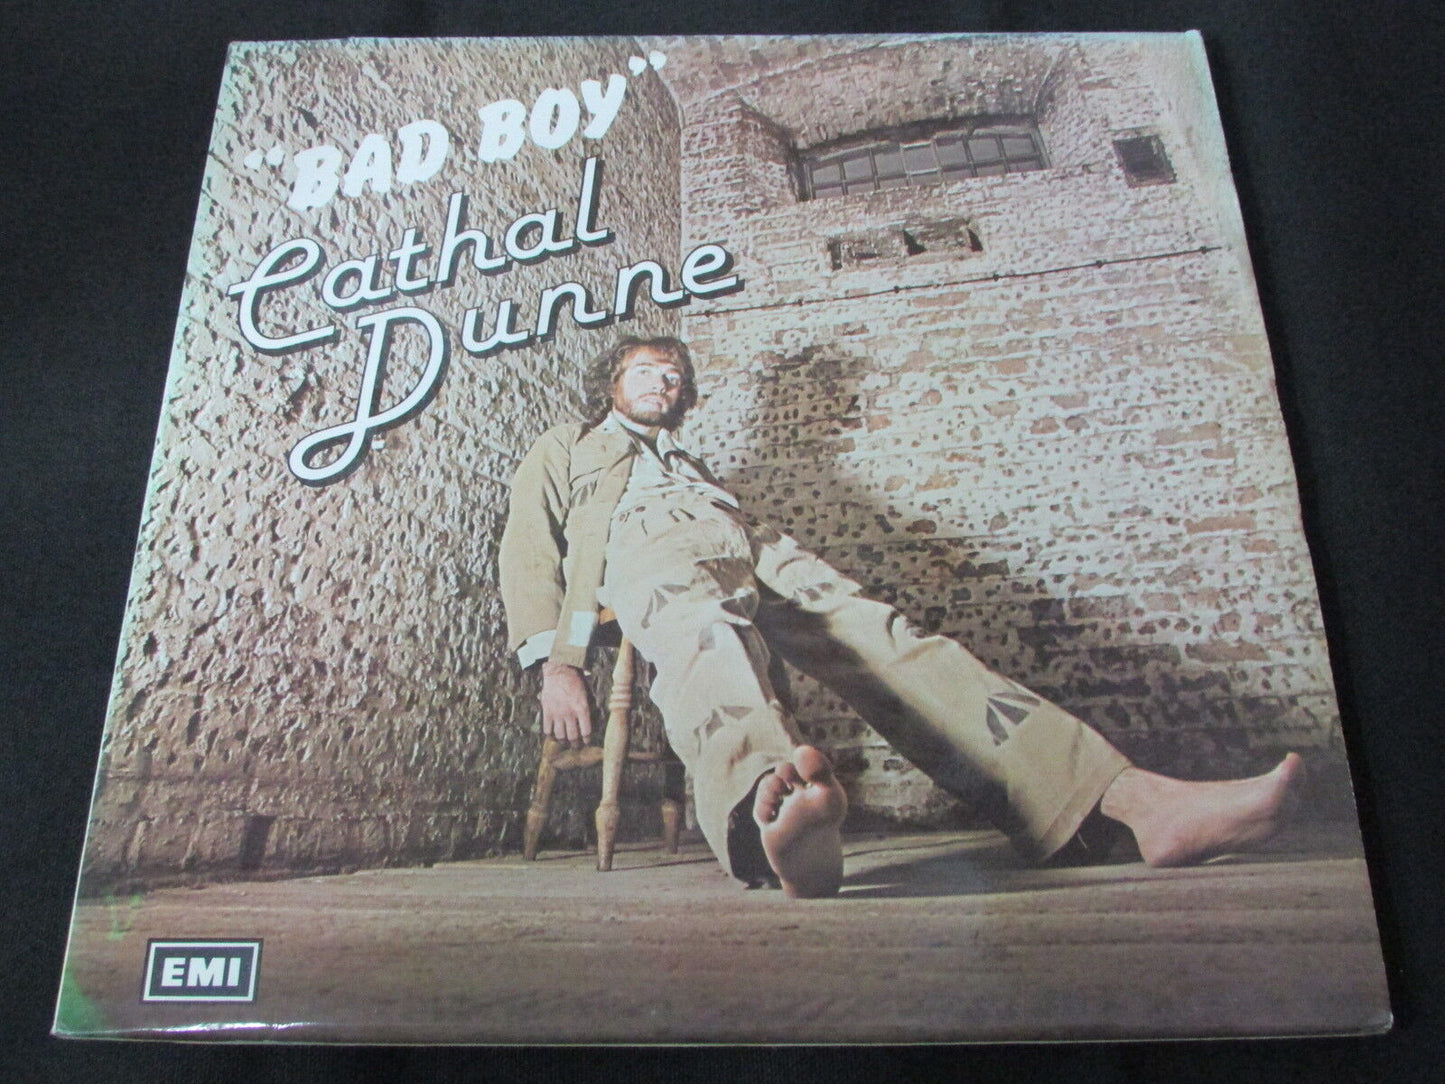 "BAD BOY"
Cathal
Dunne
EMI